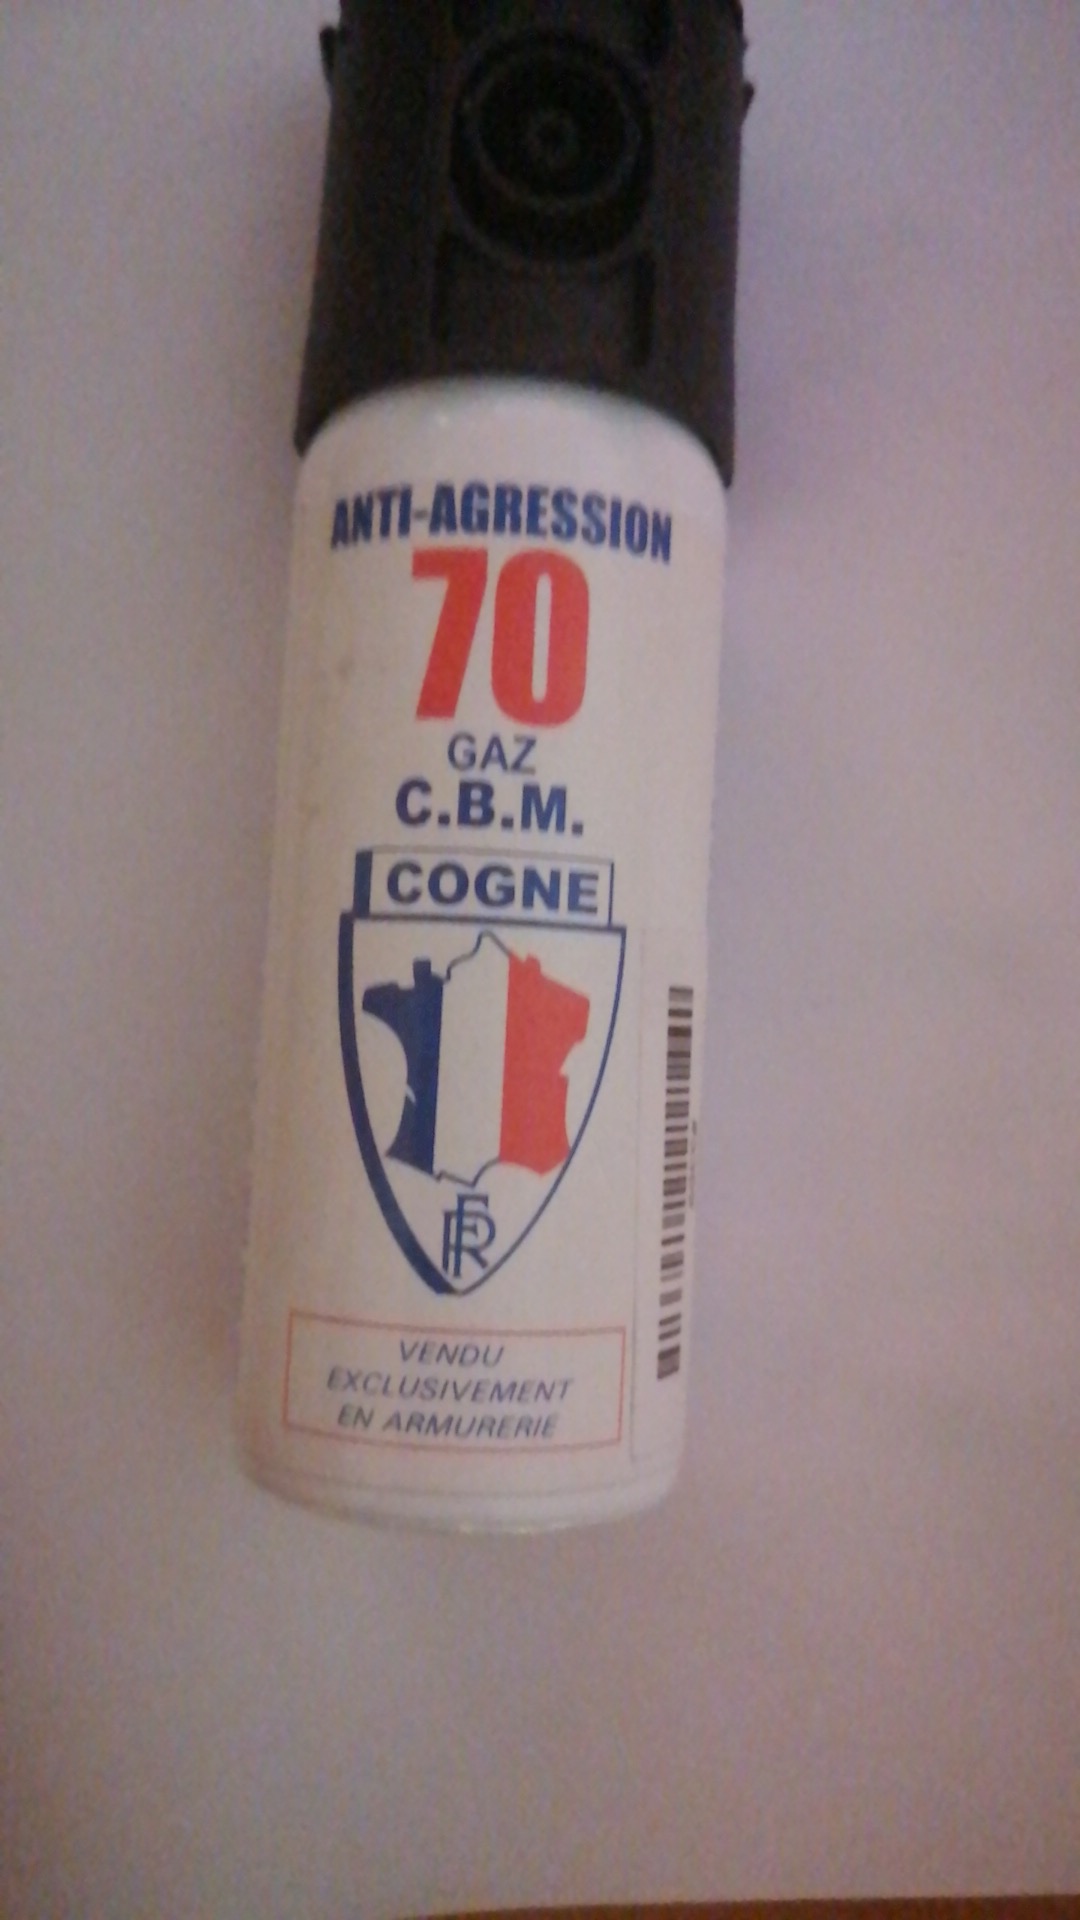 ANTI-AGRESSION
70
GAZ
C.B.M.
COGNE
RF
VENDU
EXCLUSIVEMENT
EN ARMURERIE